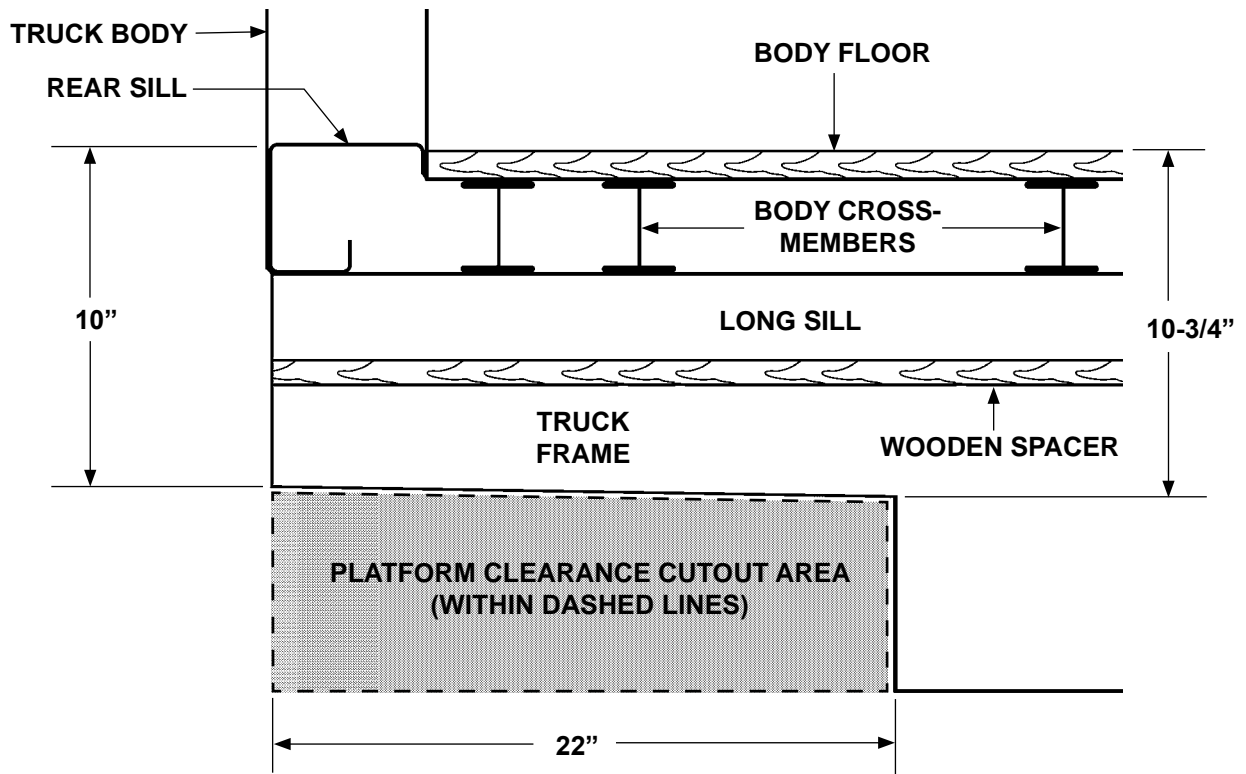 TRUCK BODY
BODY FLOOR
REAR SILL
BODY CROSS-
MEMBERS
10”
LONG SILL
10-3/4”
TRUCK
FRAME
WOODEN SPACER
PLATFORM CLEARANCE CUTOUT AREA
(WITHIN DASHED LINES)
22”